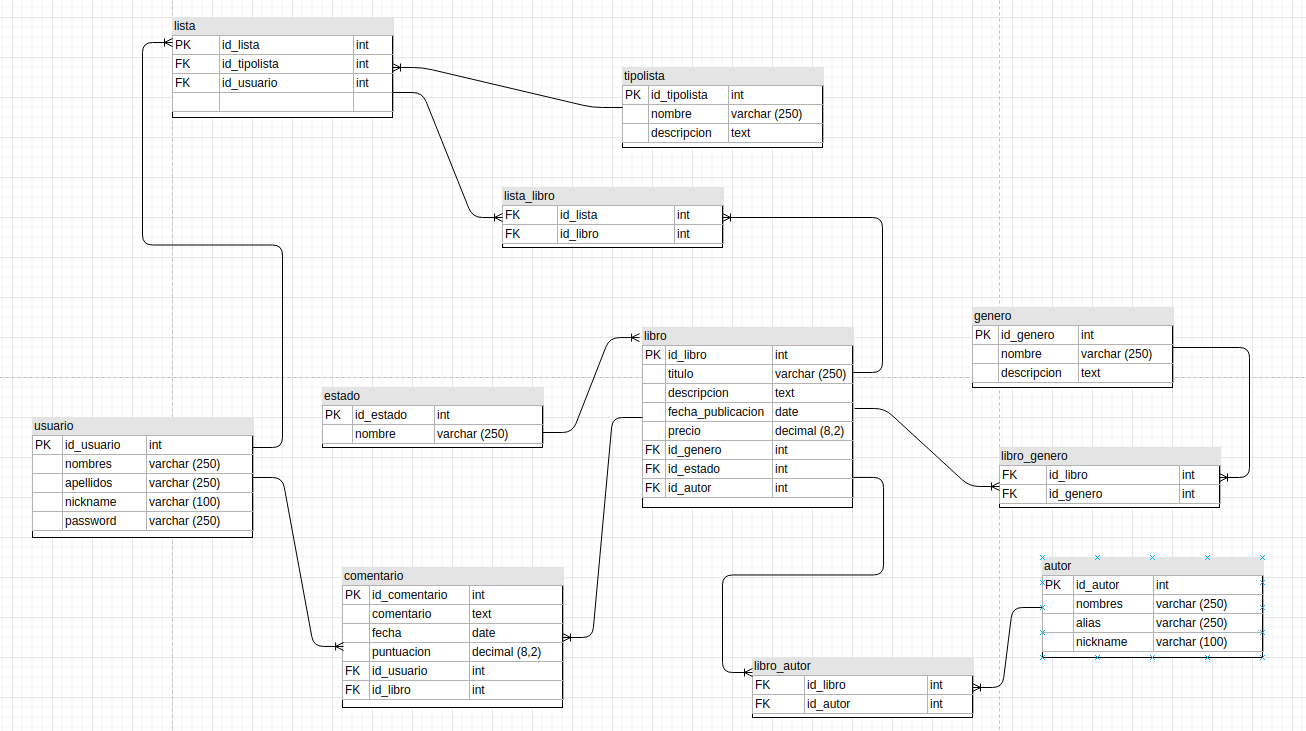 lista
PK id_lista int
FK id_tipolista int
FK id_usuario int
tipolista
PK id_tipolista int
nombre varchar (250)
descripcion text
lista_libro
FK id_lista int
FK id_libro int
genero
PK id_genero int
nombre varchar (250)
descripcion text
libro
PK id_libro int
titulo varchar (250)
descripcion text
fecha_publicacion date
precio decimal (8,2)
FK id_genero int
FK id_estado int
FK id_autor int
estado
PK id_estado int
nombre varchar (250)
usuario
PK id_usuario int
nombres varchar (250)
apellidos varchar (250)
nickname varchar (100)
password varchar (250)
libro_genero
FK id_libro int
FK id_genero int
comentario
PK id_comentario int
comentario text
fecha date
puntuacion decimal (8,2)
FK id_usuario int
FK id_libro int
autor
PK id_autor int
nombres varchar (250)
alias varchar (250)
nickname varchar (100)
libro_autor
FK id_libro int
FK id_autor int